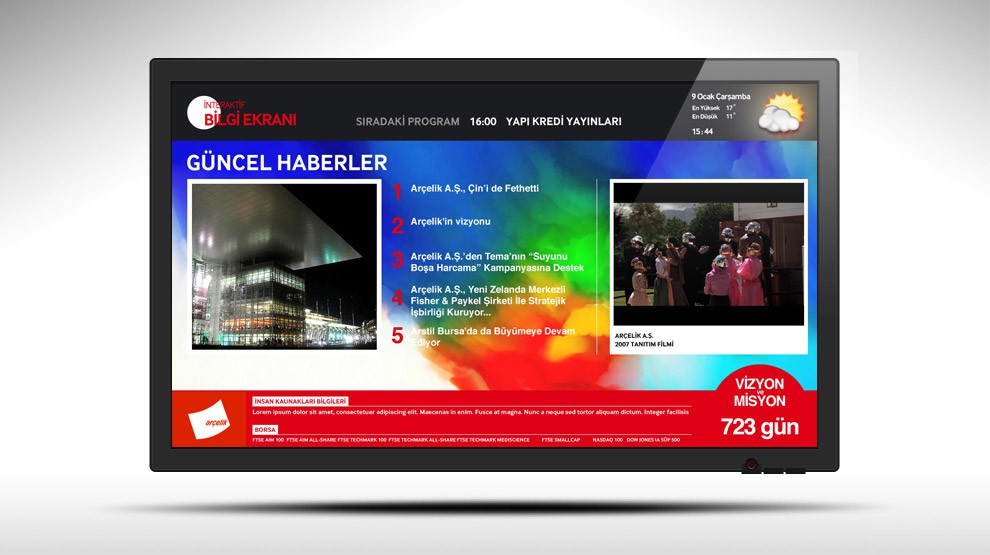 İNTERAKTİF
BİLGİ EKRANI
SIRADAKİ PROGRAM 16:00 YAPI KREDİ YAYINLARI
9 Ocak Çarşamba
En Yüksek 17°
En Düşük 11°
15:44
GÜNCEL HABERLER
1 Arçelik A.Ş., Çin'i de Fethetti
2 Arçelik'in vizyonu
3 Arçelik A.Ş.'den Tema'nın “Suyunu
Boşa Harcama” Kampanyasına Destek
4 Arçelik A.Ş., Yeni Zelanda Merkezli
Fisher & Paykel Şirketi İle Stratejik
İşbirliği Kuruyor...
5 Arstil Bursa'da da Büyümeye Devam
Ediyor
ARÇELİK A.Ş.
2007 TANITIM FİLMİ
VİZYON
ve
MİSYON
723 gün
arçelik
İNSAN KAUNAKLARI BİLGİLERİ
Lorem ipsum dolor sit amet, consectetuer adipiscing elit. Maecenas in enim. Fusce at magna. Nunc a neque sed tortor aliquam dictum. Integer facilisis
BORSA
FTSE AIM 100 FTSE AIM ALL-SHARE FTSE TECHMARK 100 FTSE TECHMARK ALL-SHARE FTSE TECHMARK MEDISCIENCE FTSE SMALLCAP NASDAQ 100 DOW JONES IA SÜP 500